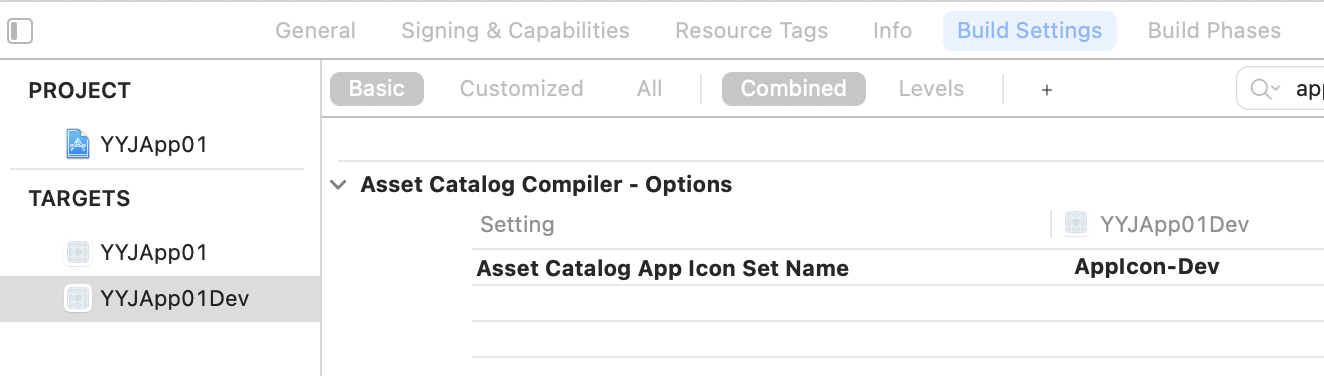 General Signing & Capabilities Resource Tags Info Build Settings Build Phases
PROJECT
Basic Customized All Combined Levels + app
YYJApp01
TARGETS
Asset Catalog Compiler - Options
Setting YYJApp01Dev
YYJApp01
Asset Catalog App Icon Set Name AppIcon-Dev
YYJApp01Dev